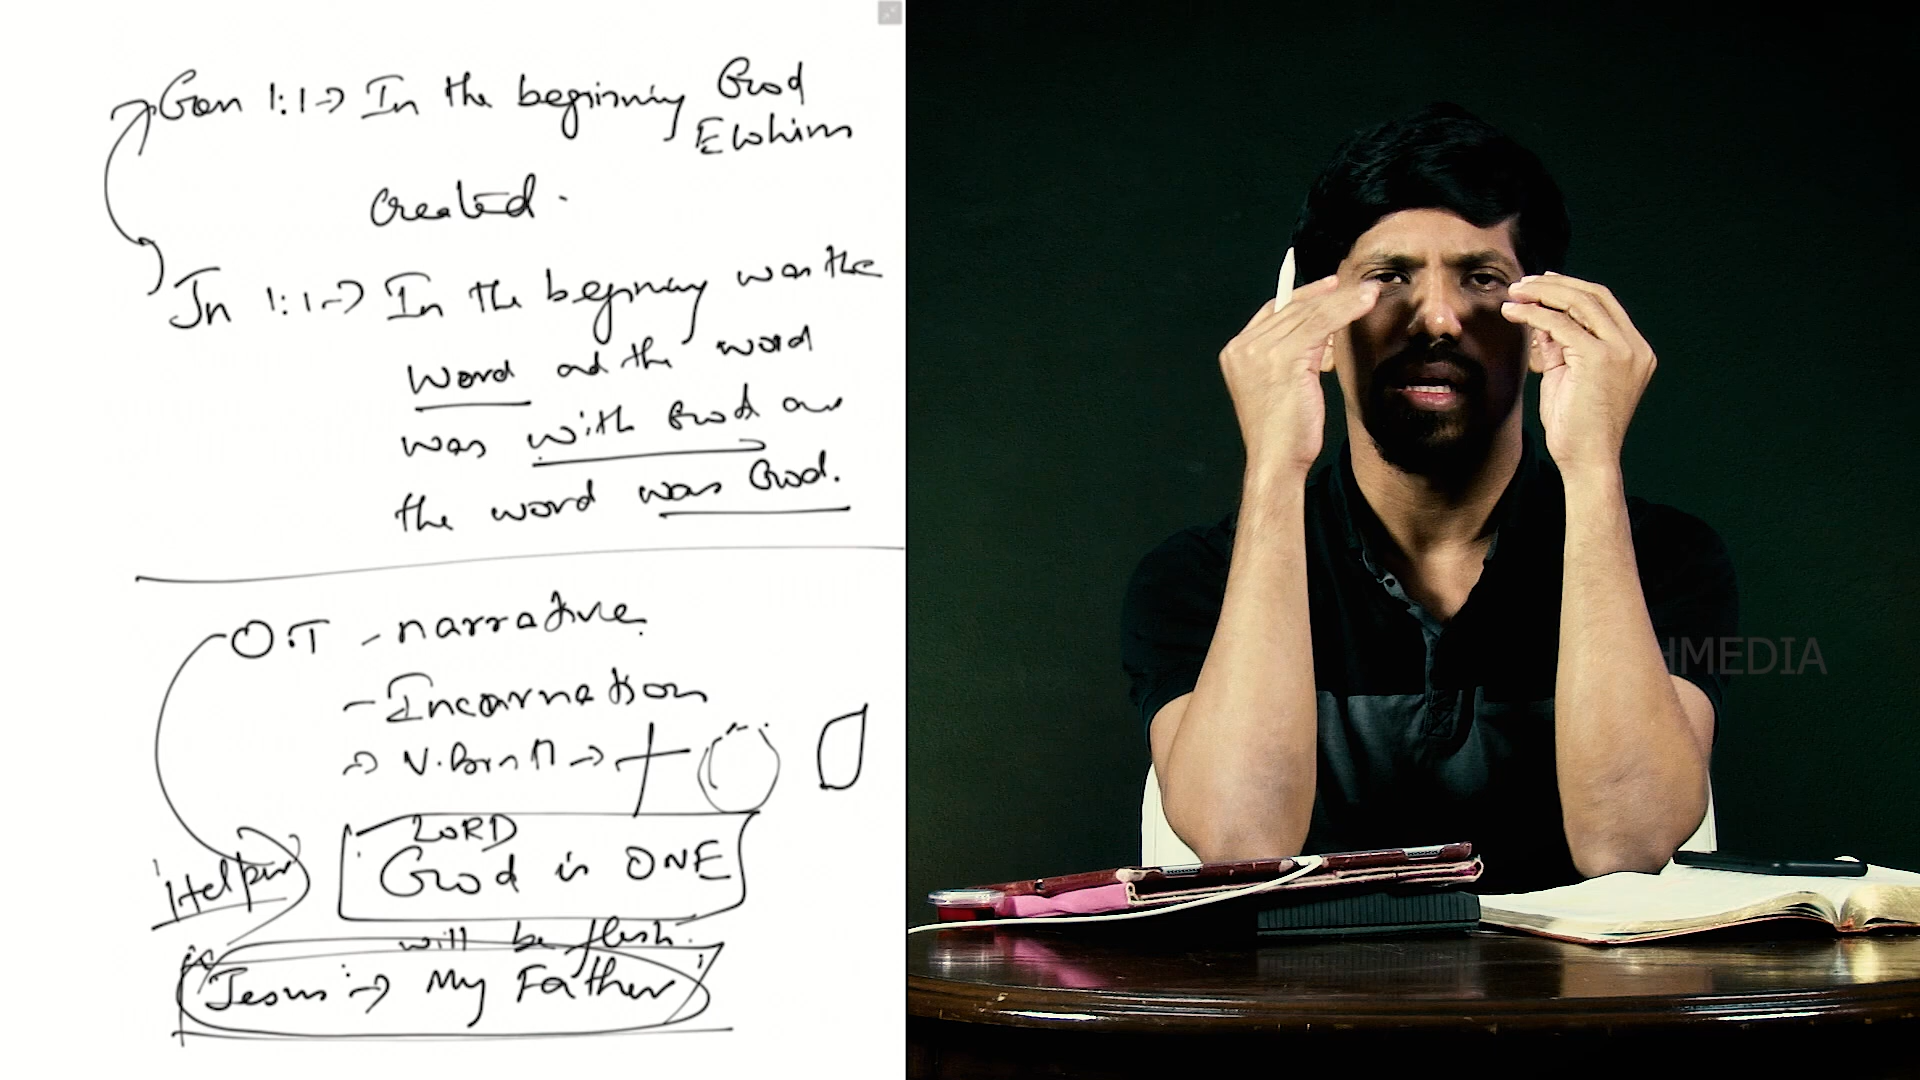 Gen 1:1 → In the beginning God
Elohim
created.
Jn 1:1 → In the beginning was the
Word and the word
was with God and
the word was God.
O.T - narrative.
- Incarnation
→ V. Born →
LORD
God is ONE
Helper
will be flesh.
Jesus :→ My Father
HMEDIA